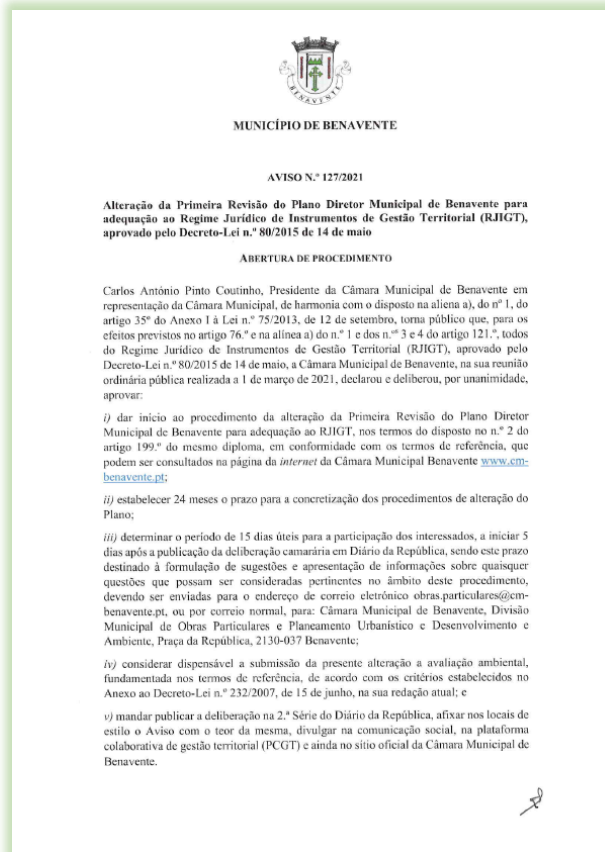 BENAVENTE
MUNICÍPIO DE BENAVENTE
AVISO N.º 127/2021
Alteração da Primeira Revisão do Plano Diretor Municipal de Benavente para
adequação ao Regime Jurídico de Instrumentos de Gestão Territorial (RJIGT),
aprovado pelo Decreto-Lei n.º 80/2015 de 14 de maio
ABERTURA DE PROCEDIMENTO
Carlos António Pinto Coutinho, Presidente da Câmara Municipal de Benavente em
representação da Câmara Municipal, de harmonia com o disposto na aliena a), do nº 1, do
artigo 35º do Anexo I à Lei n.º 75/2013, de 12 de setembro, torna público que, para os
efeitos previstos no artigo 76.º e na alínea a) do n.º 1 e dos n.ºs 3 e 4 do artigo 121.º, todos
do Regime Jurídico de Instrumentos de Gestão Territorial (RJIGT), aprovado pelo
Decreto-Lei n.º 80/2015 de 14 de maio, a Câmara Municipal de Benavente, na sua reunião
ordinária pública realizada a 1 de março de 2021, declarou e deliberou, por unanimidade,
aprovar:
i) dar início ao procedimento da alteração da Primeira Revisão do Plano Diretor
Municipal de Benavente para adequação ao RJIGT, nos termos do disposto no n.º 2 do
artigo 199.º do mesmo diploma, em conformidade com os termos de referência, que
podem ser consultados na página da internet da Câmara Municipal Benavente www.cm-
benavente.pt;
ii) estabelecer 24 meses o prazo para a concretização dos procedimentos de alteração do
Plano;
iii) determinar o período de 15 dias úteis para a participação dos interessados, a iniciar 5
dias após a publicação da deliberação camarária em Diário da República, sendo este prazo
destinado à formulação de sugestões e apresentação de informações sobre quaisquer
questões que possam ser consideradas pertinentes no âmbito deste procedimento,
devendo ser enviadas para o endereço de correio eletrónico obras.particulares@cm-
benavente.pt, ou por correio normal, para: Câmara Municipal de Benavente, Divisão
Municipal de Obras Particulares e Planeamento Urbanístico e Desenvolvimento e
Ambiente, Praça da República, 2130-037 Benavente;
iv) considerar dispensável a submissão da presente alteração a avaliação ambiental,
fundamentada nos termos de referência, de acordo com os critérios estabelecidos no
Anexo ao Decreto-Lei n.º 232/2007, de 15 de junho, na sua redação atual; e
v) mandar publicar a deliberação na 2.ª Série do Diário da República, afixar nos locais de
estilo o Aviso com o teor da mesma, divulgar na comunicação social, na plataforma
colaborativa de gestão territorial (PCGT) e ainda no sítio oficial da Câmara Municipal de
Benavente.